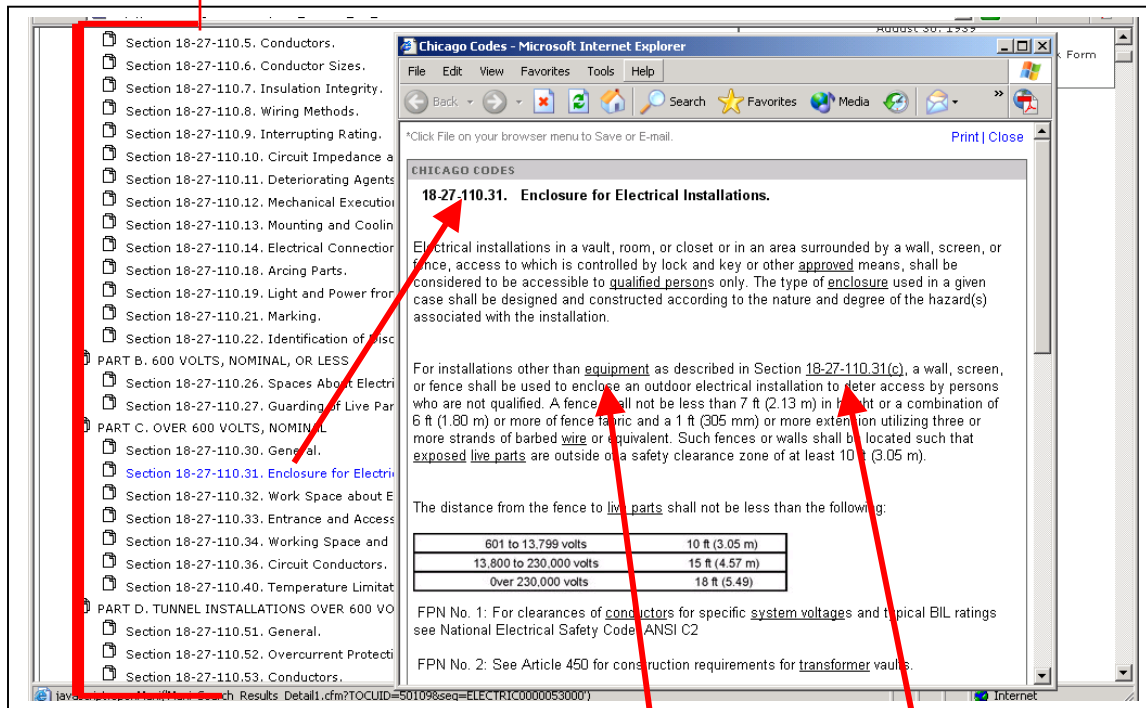 August 30, 1939
k Form
Section 18-27-110.5. Conductors.
Section 18-27-110.6. Conductor Sizes.
Section 18-27-110.7. Insulation Integrity.
Section 18-27-110.8. Wiring Methods.
Section 18-27-110.9. Interrupting Rating.
Section 18-27-110.10. Circuit Impedance a
Section 18-27-110.11. Deteriorating Agents
Section 18-27-110.12. Mechanical Execution
Section 18-27-110.13. Mounting and Coolin
Section 18-27-110.14. Electrical Connection
Section 18-27-110.18. Arcing Parts.
Section 18-27-110.19. Light and Power from
Section 18-27-110.21. Marking.
Section 18-27-110.22. Identification of Disc
PART B. 600 VOLTS, NOMINAL, OR LESS
Section 18-27-110.26. Spaces About Electri
Section 18-27-110.27. Guarding of Live Par
PART C. OVER 600 VOLTS, NOMINAL
Section 18-27-110.30. General.
Section 18-27-110.31. Enclosure for Electri
Section 18-27-110.32. Work Space about E
Section 18-27-110.33. Entrance and Access
Section 18-27-110.34. Working Space and
Section 18-27-110.36. Circuit Conductors.
Section 18-27-110.40. Temperature Limitat
PART D. TUNNEL INSTALLATIONS OVER 600 VO
Section 18-27-110.51. General.
Section 18-27-110.52. Overcurrent Protecti
Section 18-27-110.53. Conductors.
Chicago Codes - Microsoft Internet Explorer
File Edit View Favorites Tools Help
Back Search Favorites Media »
*Click File on your browser menu to Save or E-mail. Print | Close
CHICAGO CODES
18-27-110.31. Enclosure for Electrical Installations.
Electrical installations in a vault, room, or closet or in an area surrounded by a wall, screen, or
fence, access to which is controlled by lock and key or other approved means, shall be
considered to be accessible to qualified persons only. The type of enclosure used in a given
case shall be designed and constructed according to the nature and degree of the hazard(s)
associated with the installation.
For installations other than equipment as described in Section 18-27-110.31(c), a wall, screen,
or fence shall be used to enclose an outdoor electrical installation to deter access by persons
who are not qualified. A fence shall not be less than 7 ft (2.13 m) in height or a combination of
6 ft (1.80 m) or more of fence fabric and a 1 ft (305 mm) or more extension utilizing three or
more strands of barbed wire or equivalent. Such fences or walls shall be located such that
exposed live parts are outside of a safety clearance zone of at least 10 ft (3.05 m).
The distance from the fence to live parts shall not be less than the following:
601 to 13,799 volts 10 ft (3.05 m)
13,800 to 230,000 volts 15 ft (4.57 m)
Over 230,000 volts 18 ft (5.49)
FPN No. 1: For clearances of conductors for specific system voltages and typical BIL ratings
see National Electrical Safety Code, ANSI C2
FPN No. 2: See Article 450 for construction requirements for transformer vaults.
Search_Results_Detail1.cfm?TOCUID=50109&seq=ELECTRIC0000053000') Internet